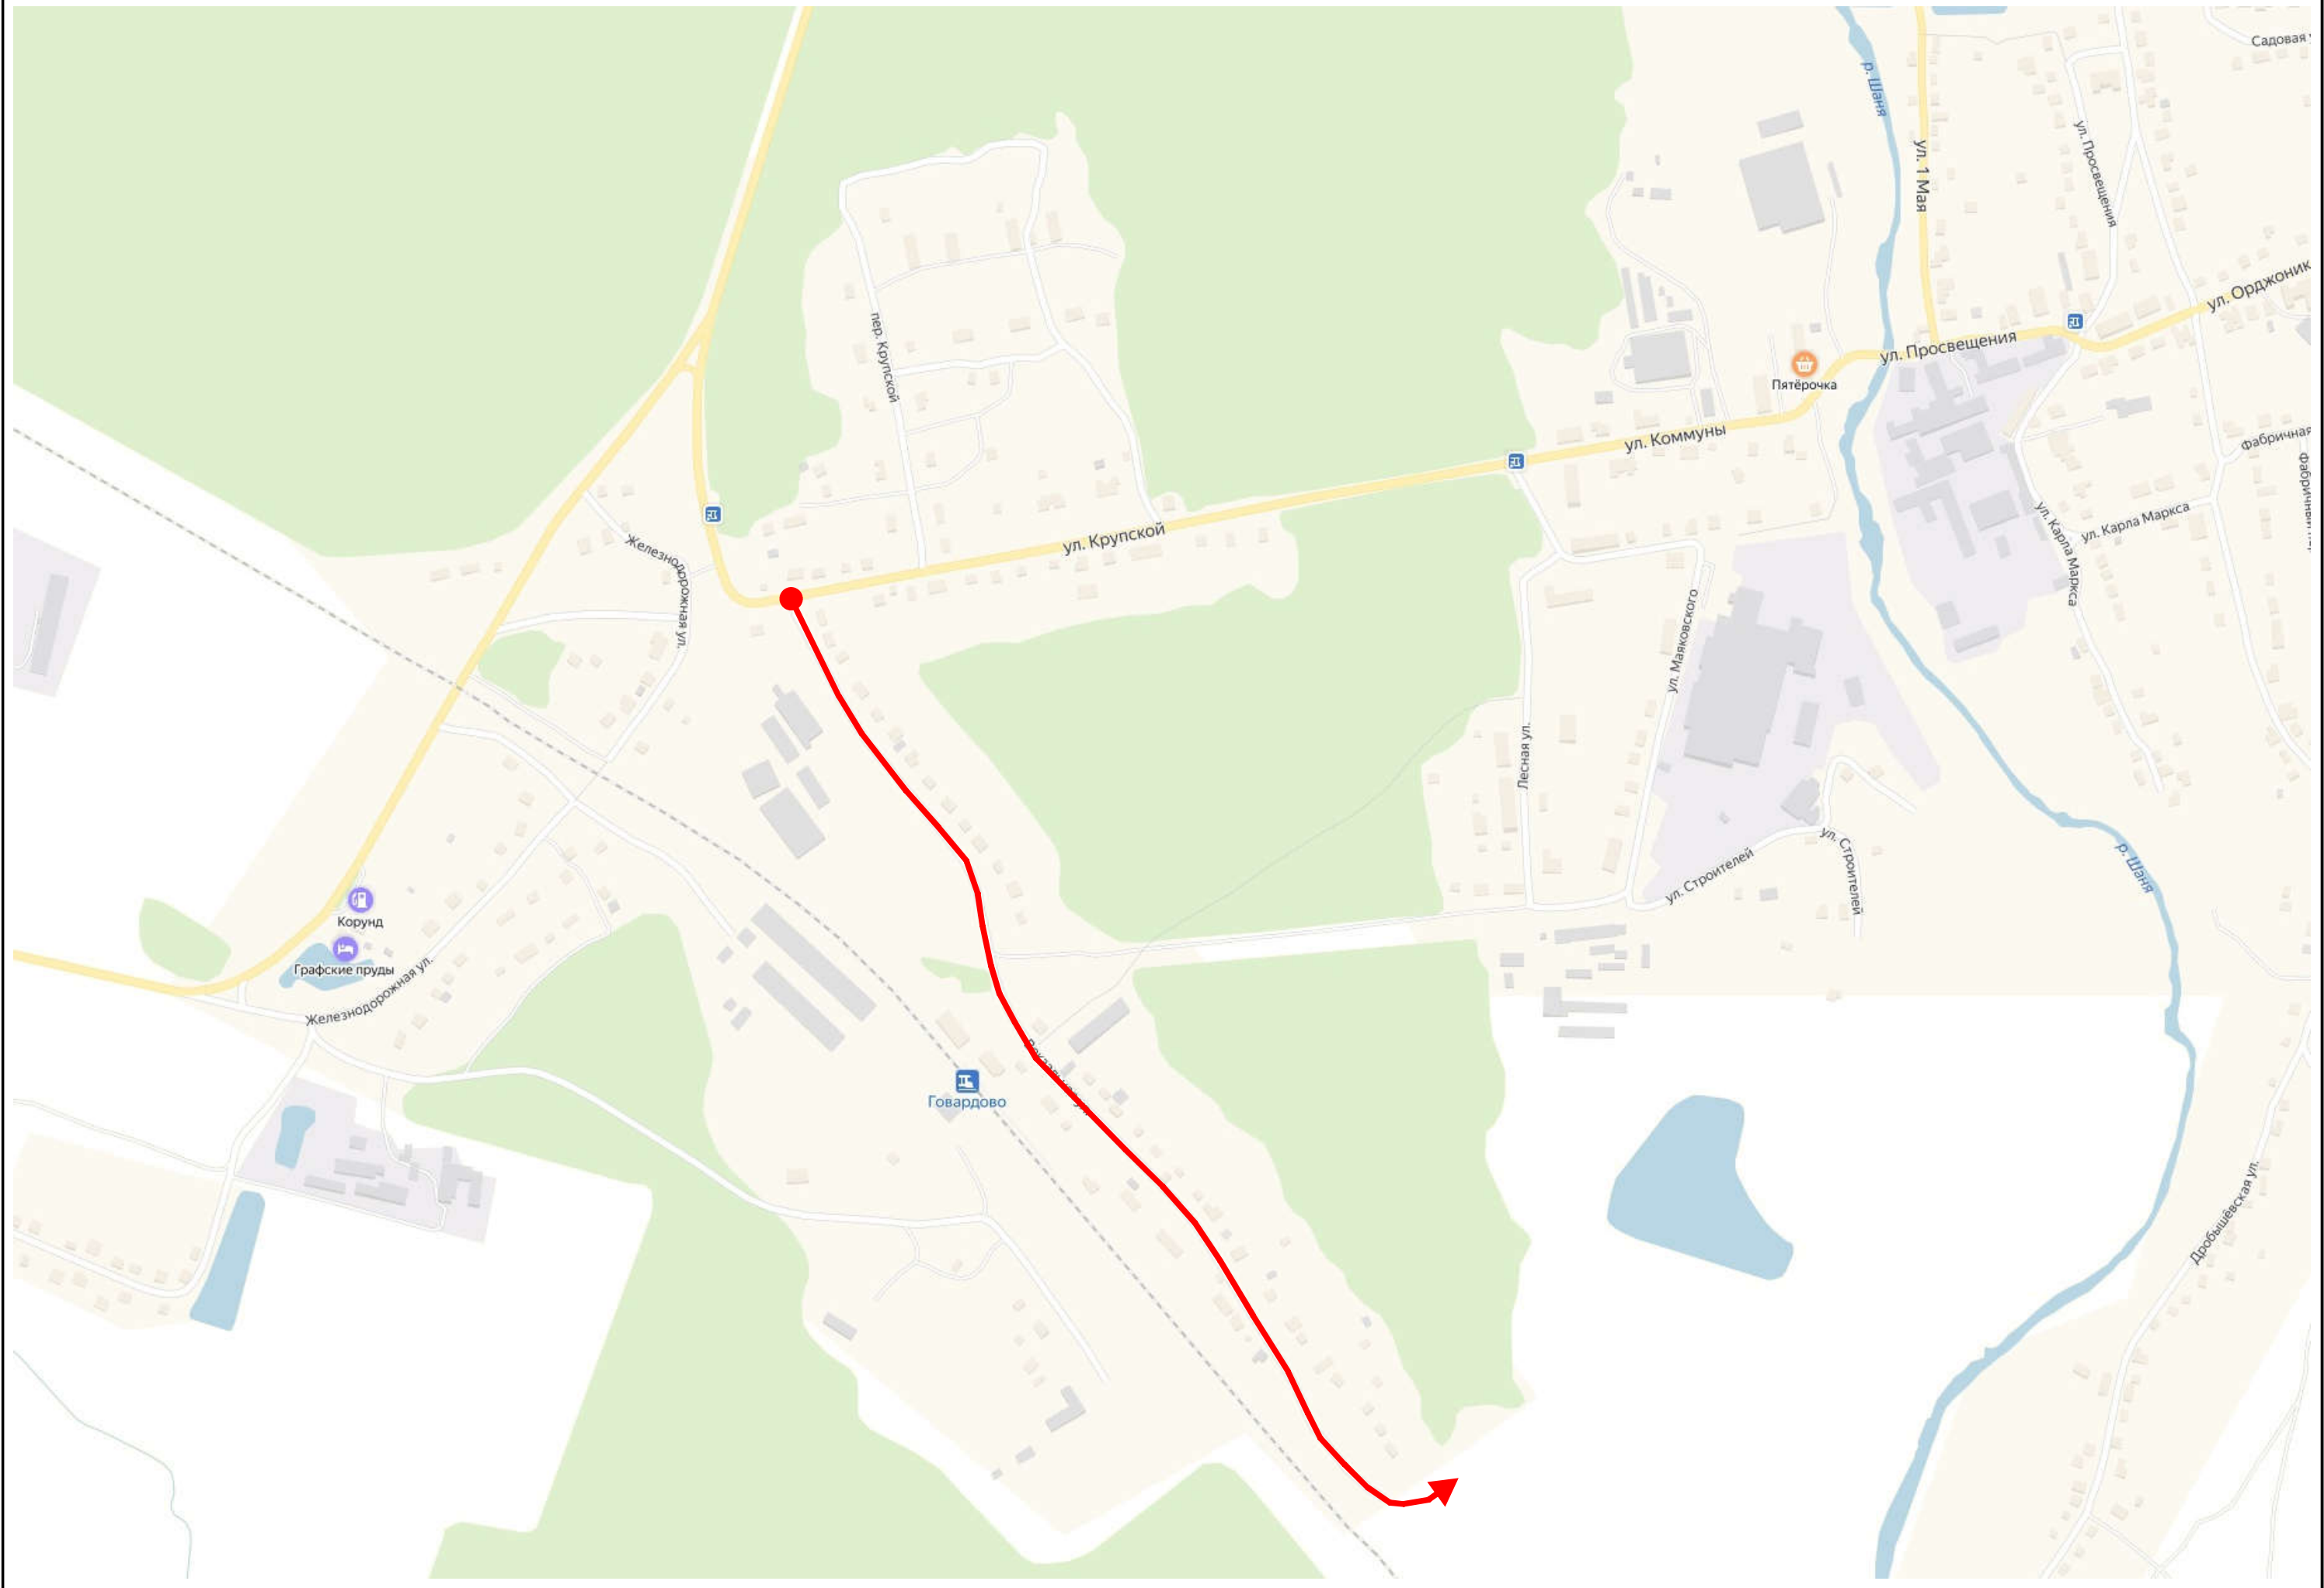 Садовая
р. Шаня
ул. 1 Мая
ул. Просвещения
ул. Орджоник
пер. Крупской
ул. Просвещения
Пятёрочка
ул. Коммуны
Фабричная
ул. Крупской
ул. Карла Маркса
ул. Карла Маркса
Железнодорожная ул.
ул. Маяковского
Лесная ул.
ул. Строителей
ул. Строителей
р. Шаня
Корунд
Графские пруды
Железнодорожная ул.
Говардово
Дробышёвская ул.